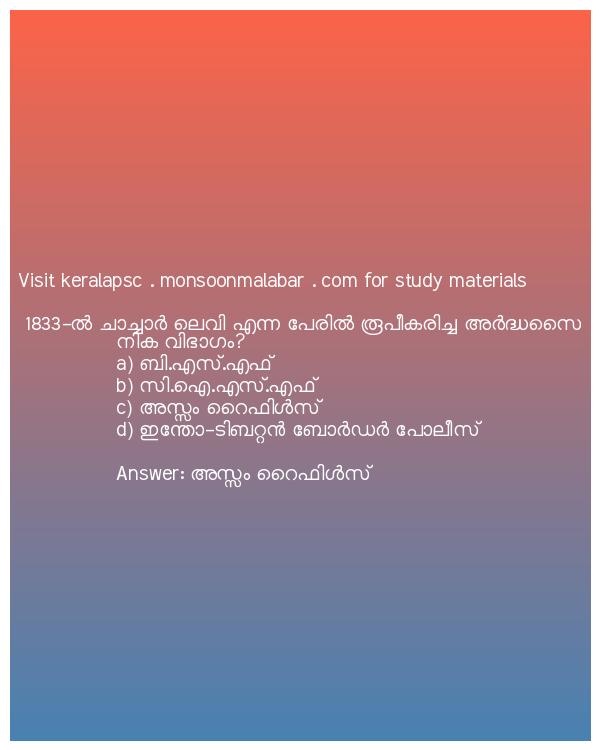 Visit keralapsc . monsoonmalabar . com for study materials
1833-ൽ ചാച്ചാർ ലെവി എന്ന പേരിൽ രൂപീകരിച്ച അർദ്ധസൈ
നിക വിഭാഗം?
a) ബി.എസ്.എഫ്
b) സി.ഐ.എസ്.എഫ്
c) അസ്സം റൈഫിൾസ്
d) ഇന്തോ-ടിബറ്റൻ ബോർഡർ പോലീസ്
Answer: അസ്സം റൈഫിൾസ്